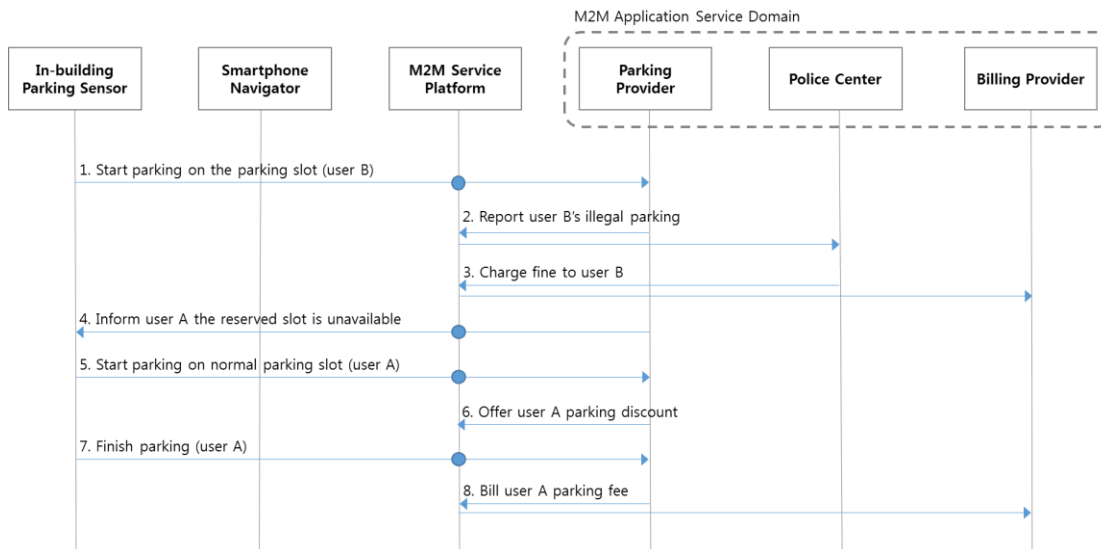 M2M Application Service Domain
In-building
Parking Sensor
Smartphone
Navigator
M2M Service
Platform
Parking
Provider
Police Center
Billing Provider
1. Start parking on the parking slot (user B)
2. Report user B's illegal parking
3. Charge fine to user B
4. Inform user A the reserved slot is unavailable
5. Start parking on normal parking slot (user A)
6. Offer user A parking discount
7. Finish parking (user A)
8. Bill user A parking fee